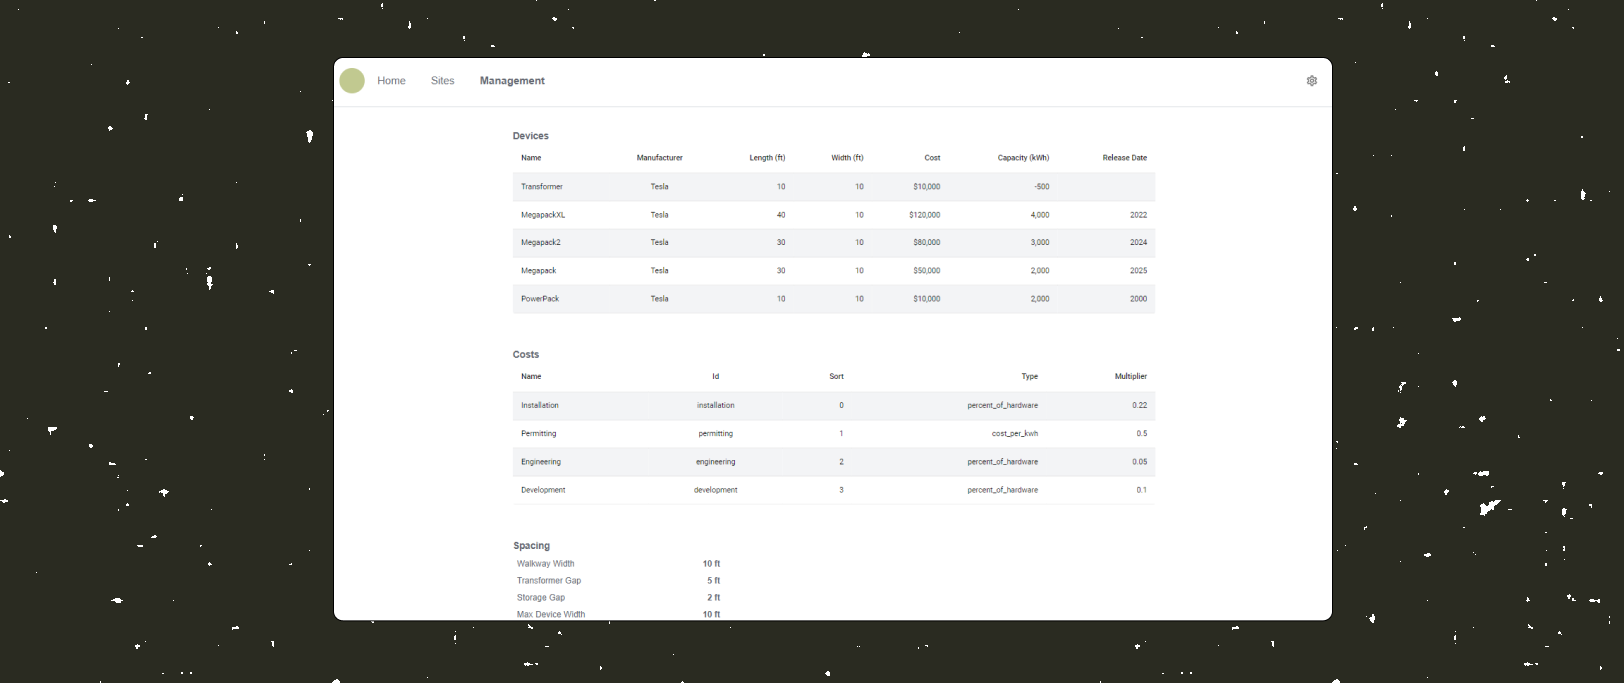 Home Sites Management
Devices
Name Manufacturer Length (ft) Width (ft) Cost Capacity (kWh) Release Date
Transformer Tesla 10 10 $10,000 -500
MegapackXL Tesla 40 10 $120,000 4,000 2022
Megapack2 Tesla 30 10 $80,000 3,000 2024
Megapack Tesla 30 10 $50,000 2,000 2025
PowerPack Tesla 10 10 $10,000 2,000 2000
Costs
Name Id Sort Type Multiplier
Installation installation 0 percent_of_hardware 0.22
Permitting permitting 1 cost_per_kwh 0.5
Engineering engineering 2 percent_of_hardware 0.05
Development development 3 percent_of_hardware 0.1
Spacing
Walkway Width 10 ft
Transformer Gap 5 ft
Storage Gap 2 ft
Max Device Width 10 ft